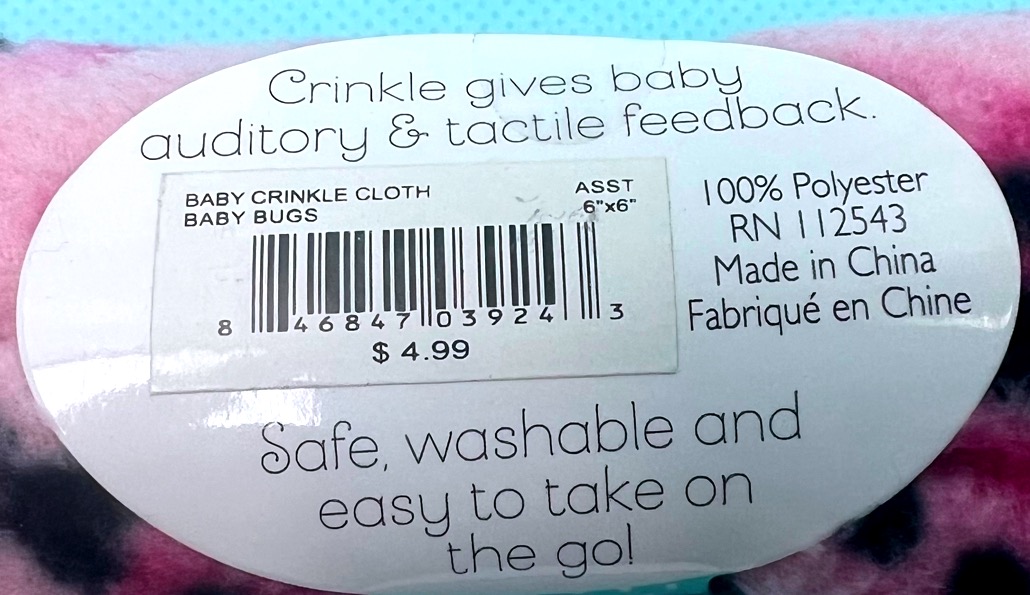 Crinkle gives baby
auditory & tactile feedback.
BABY CRINKLE CLOTH ASST
BABY BUGS 6"x6"
8 46847 03924 3
$ 4.99
100% Polyester
RN 112543
Made in China
Fabriqué en Chine
Safe, washable and
easy to take on
the go!